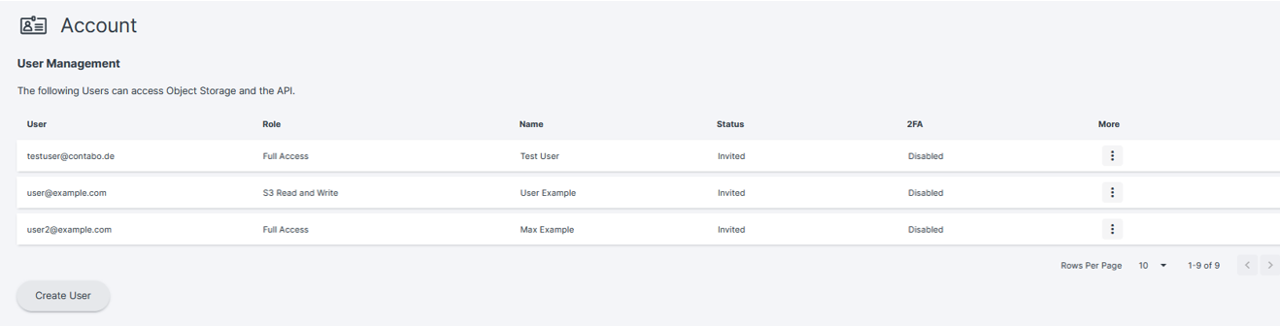 Account
User Management
The following Users can access Object Storage and the API.
User Role Name Status 2FA More
testuser@contabo.de Full Access Test User Invited Disabled
user@example.com S3 Read and Write User Example Invited Disabled
user2@example.com Full Access Max Example Invited Disabled
Rows Per Page 10 1-9 of 9
Create User